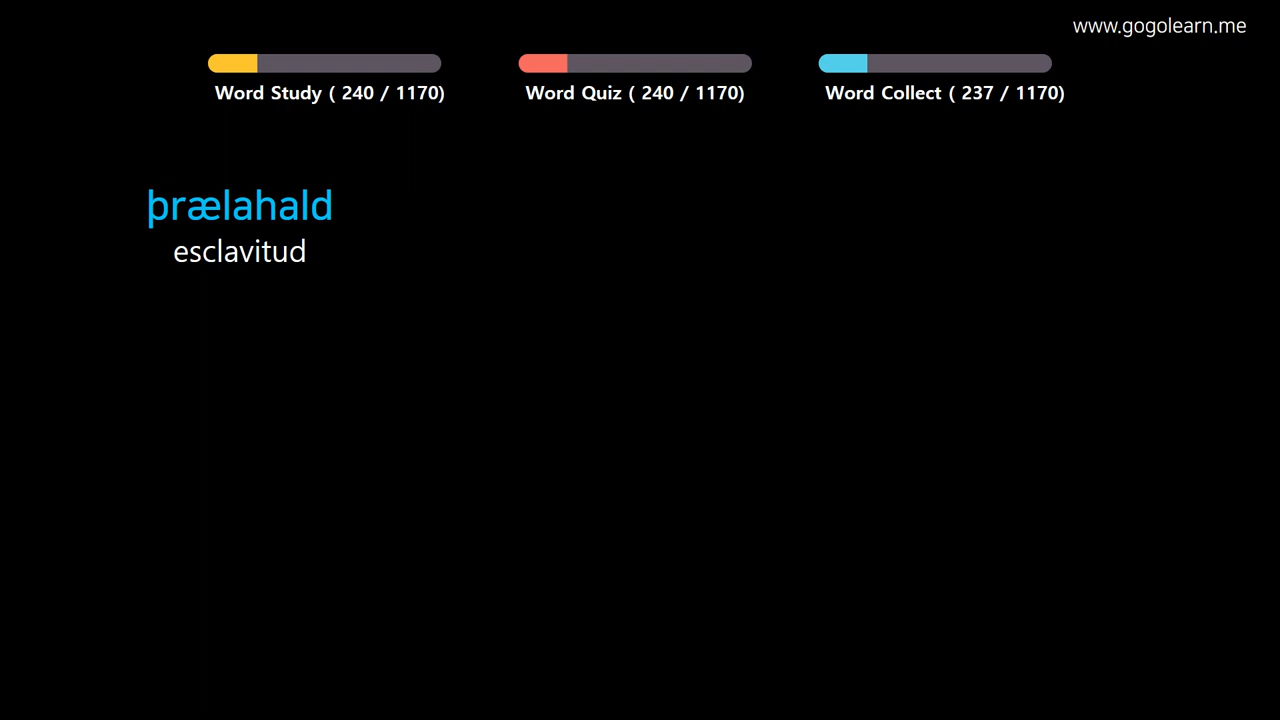 www.gogolearn.me
Word Study ( 240 / 1170)
Word Quiz ( 240 / 1170)
Word Collect ( 237 / 1170)
þrælahald
esclavitud